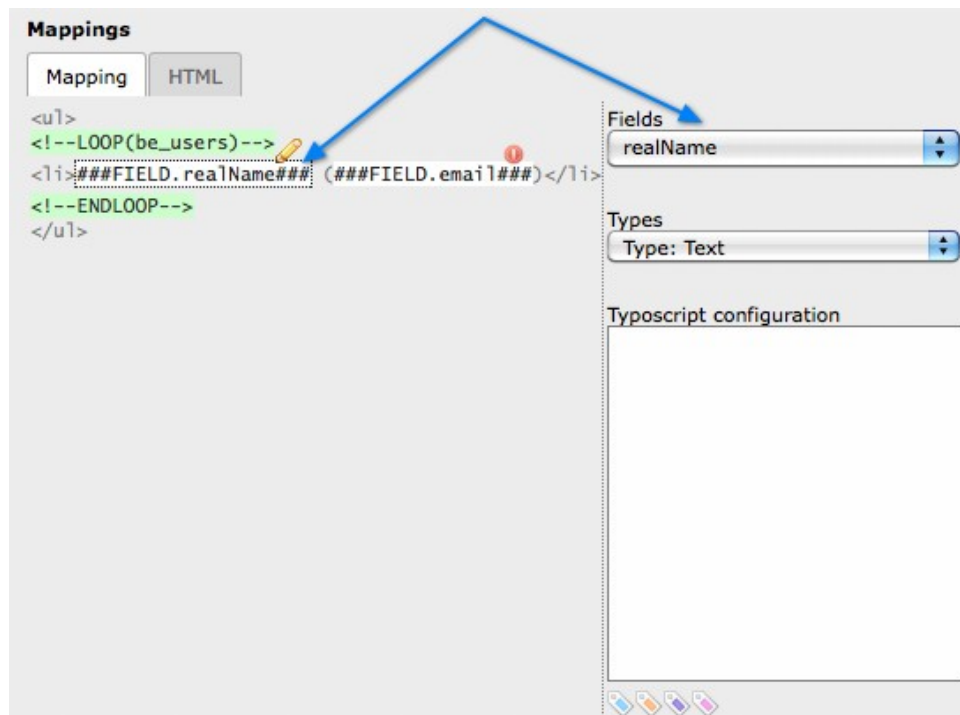 Mappings
Mapping HTML
<ul>
<!--LOOP(be_users)-->
<li>###FIELD.realName### (###FIELD.email###)</li>
<!--ENDLOOP-->
</ul>
Fields
realName
Types
Type: Text
Typoscript configuration